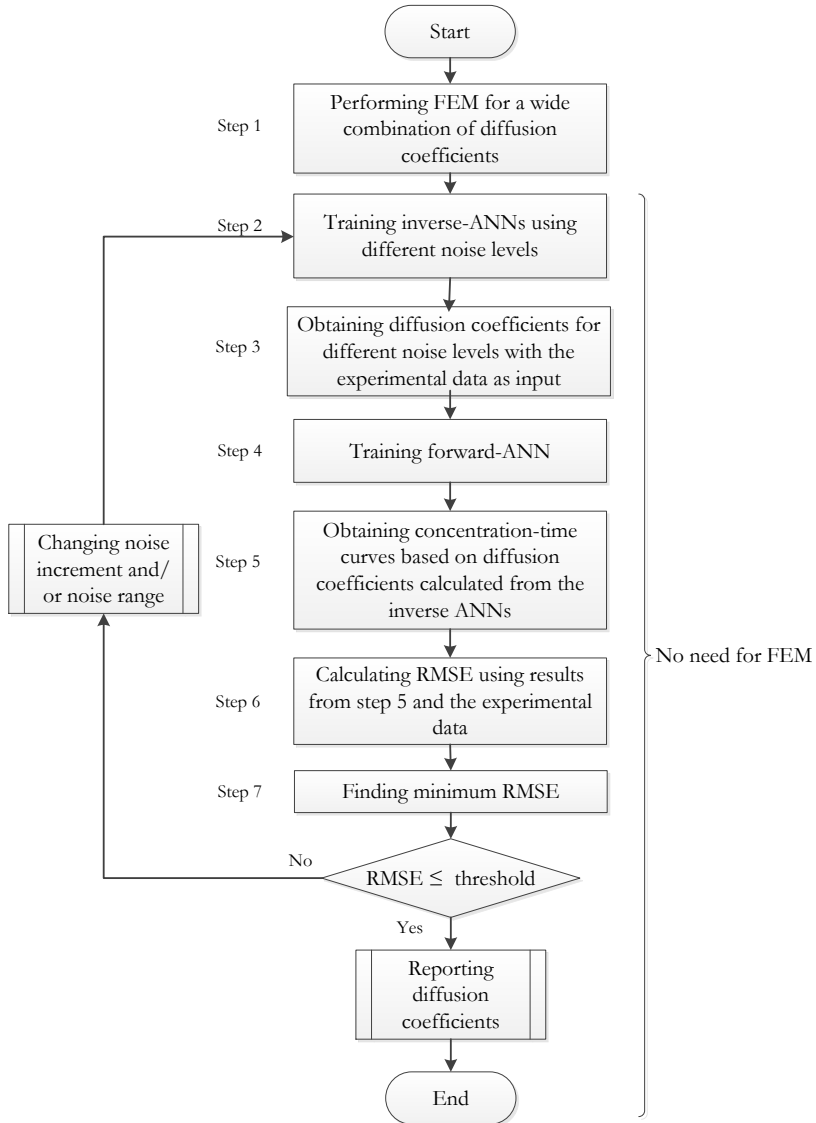 Start
Step 1
Performing FEM for a wide
combination of diffusion
coefficients
Step 2
Training inverse-ANNs using
different noise levels
Step 3
Obtaining diffusion coefficients for
different noise levels with the
experimental data as input
Step 4
Training forward-ANN
Changing noise
increment and/
or noise range
Step 5
Obtaining concentration-time
curves based on diffusion
coefficients calculated from the
inverse ANNs
No need for FEM
Step 6
Calculating RMSE using results
from step 5 and the experimental
data
Step 7
Finding minimum RMSE
No
RMSE ≤ threshold
Yes
Reporting
diffusion
coefficients
End